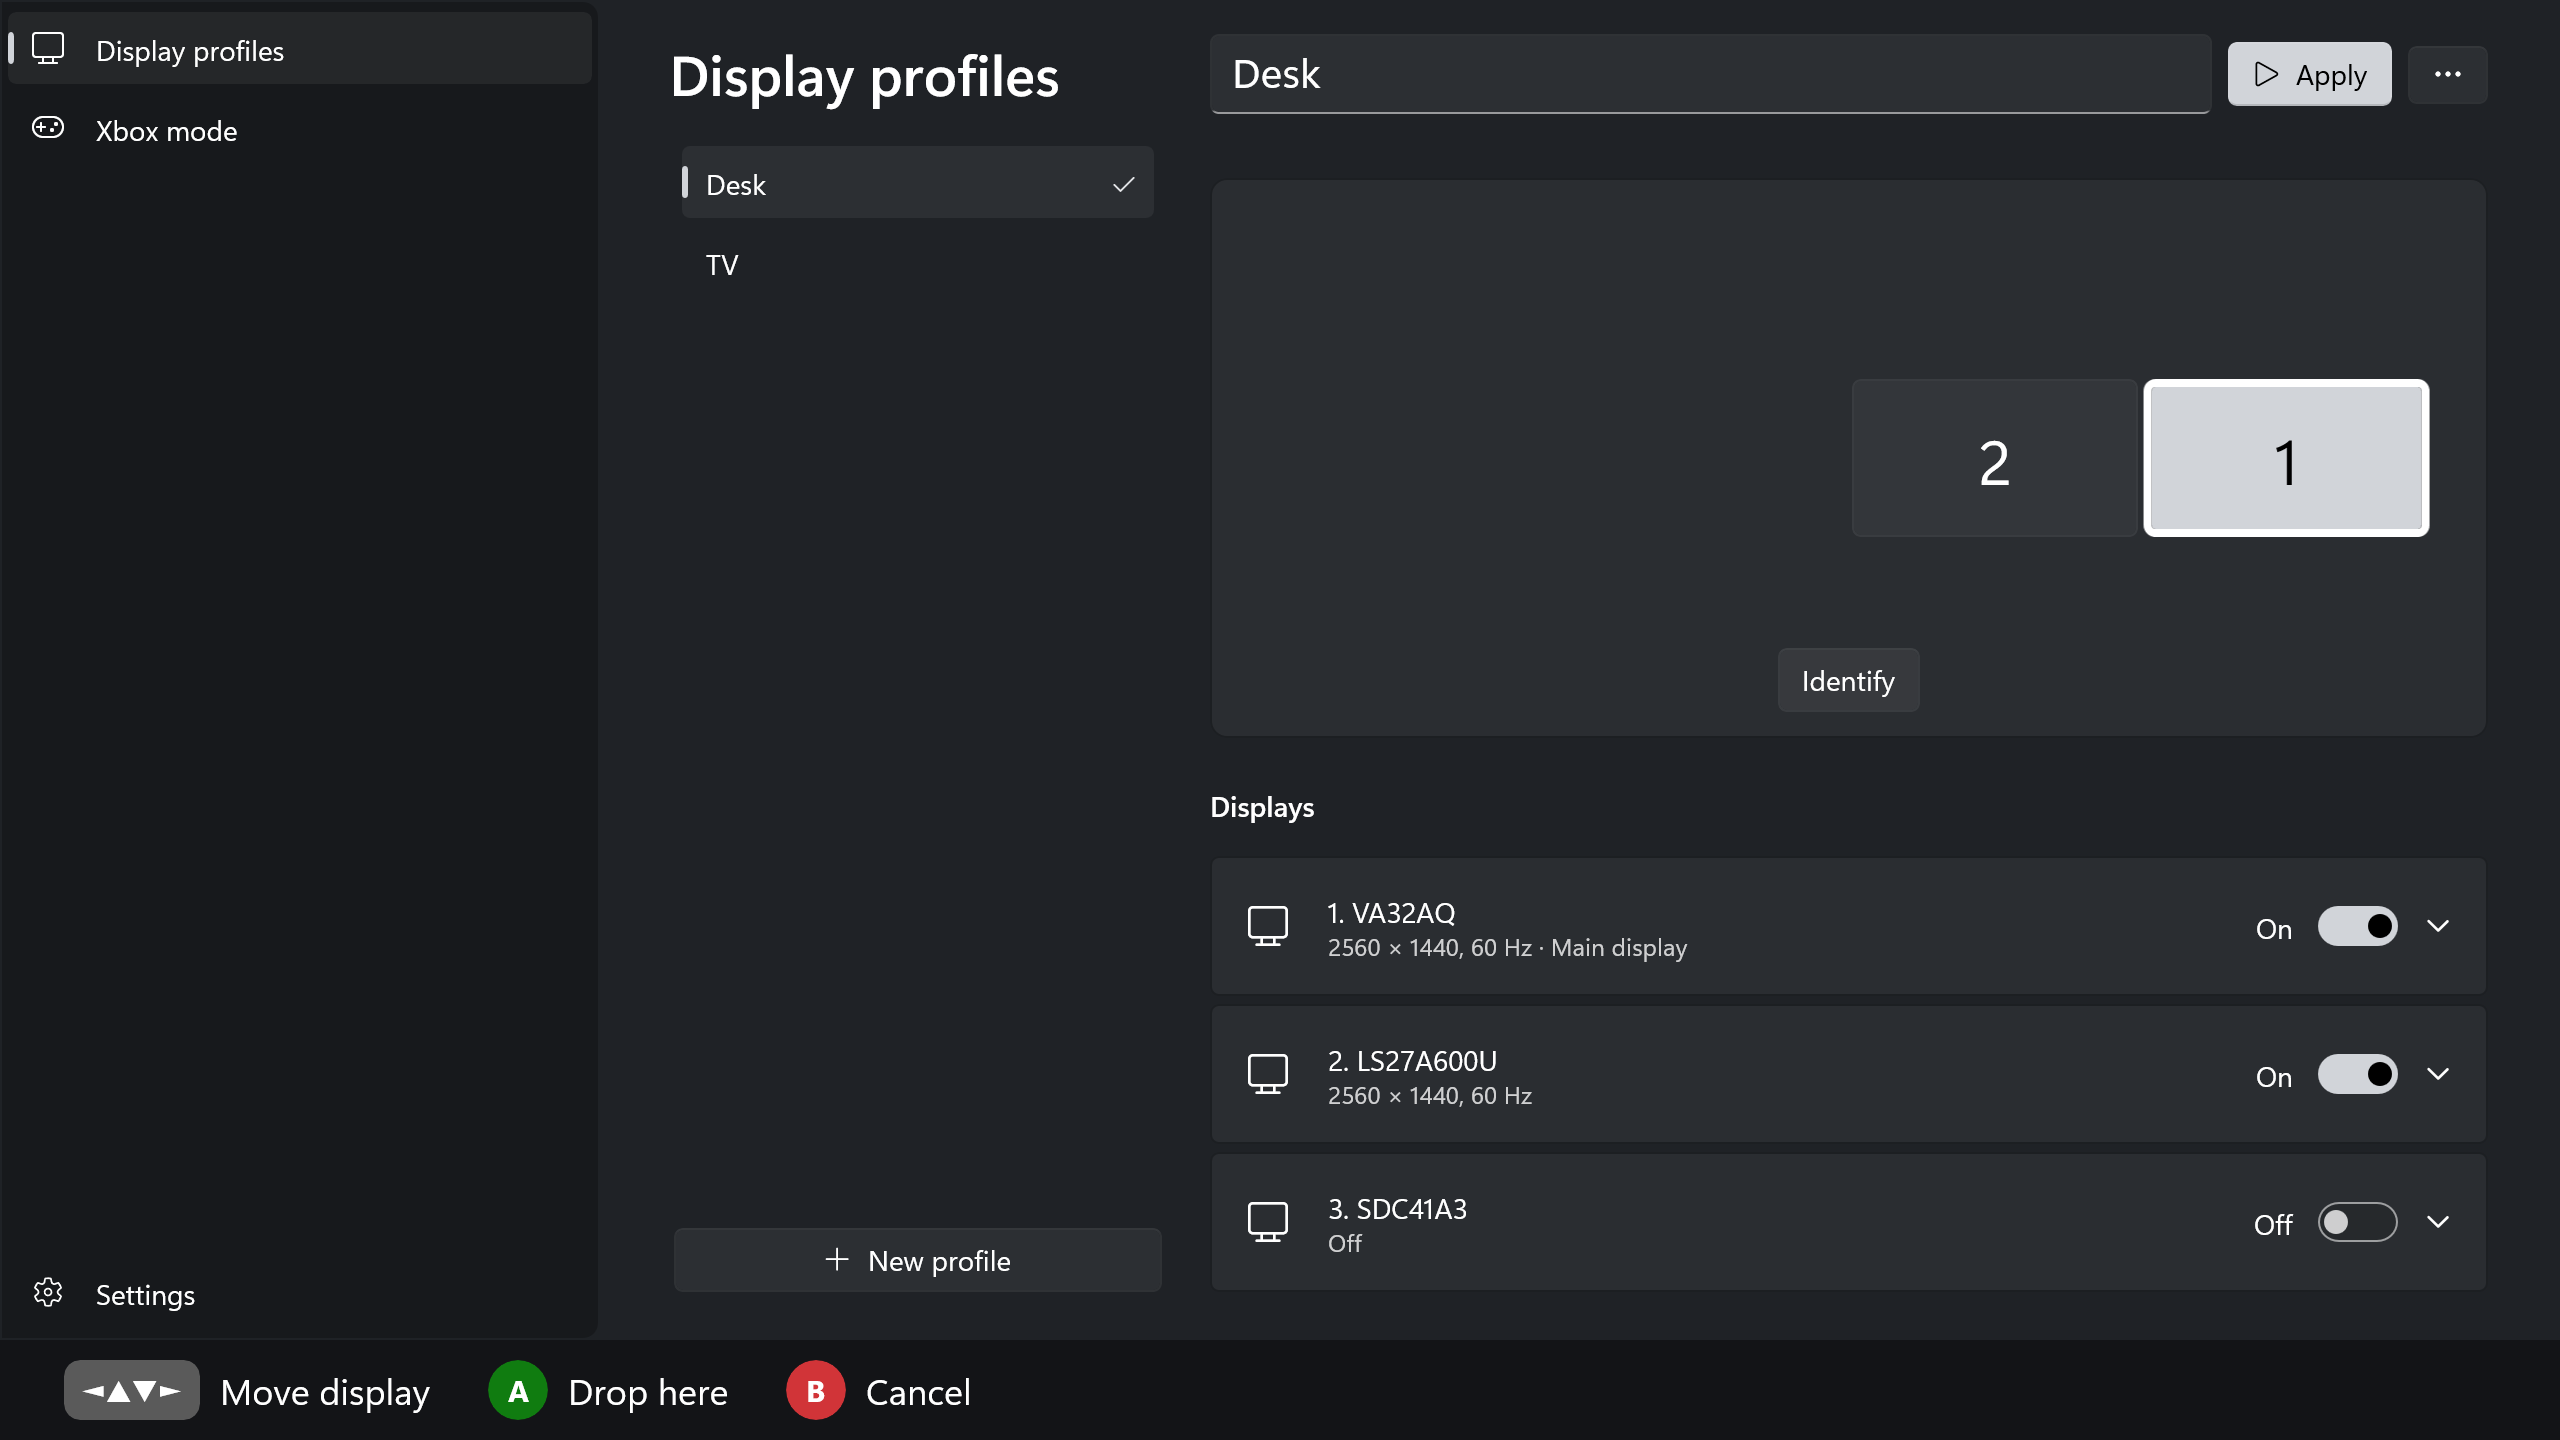 Display profiles
Xbox mode
Settings
Display profiles
Desk
TV
New profile
Desk
Apply
2
1
Identify
Displays
1. VA32AQ
2560 × 1440, 60 Hz · Main display
On
2. LS27A600U
2560 × 1440, 60 Hz
On
3. SDC41A3
Off
Off
Move display
A Drop here
B Cancel